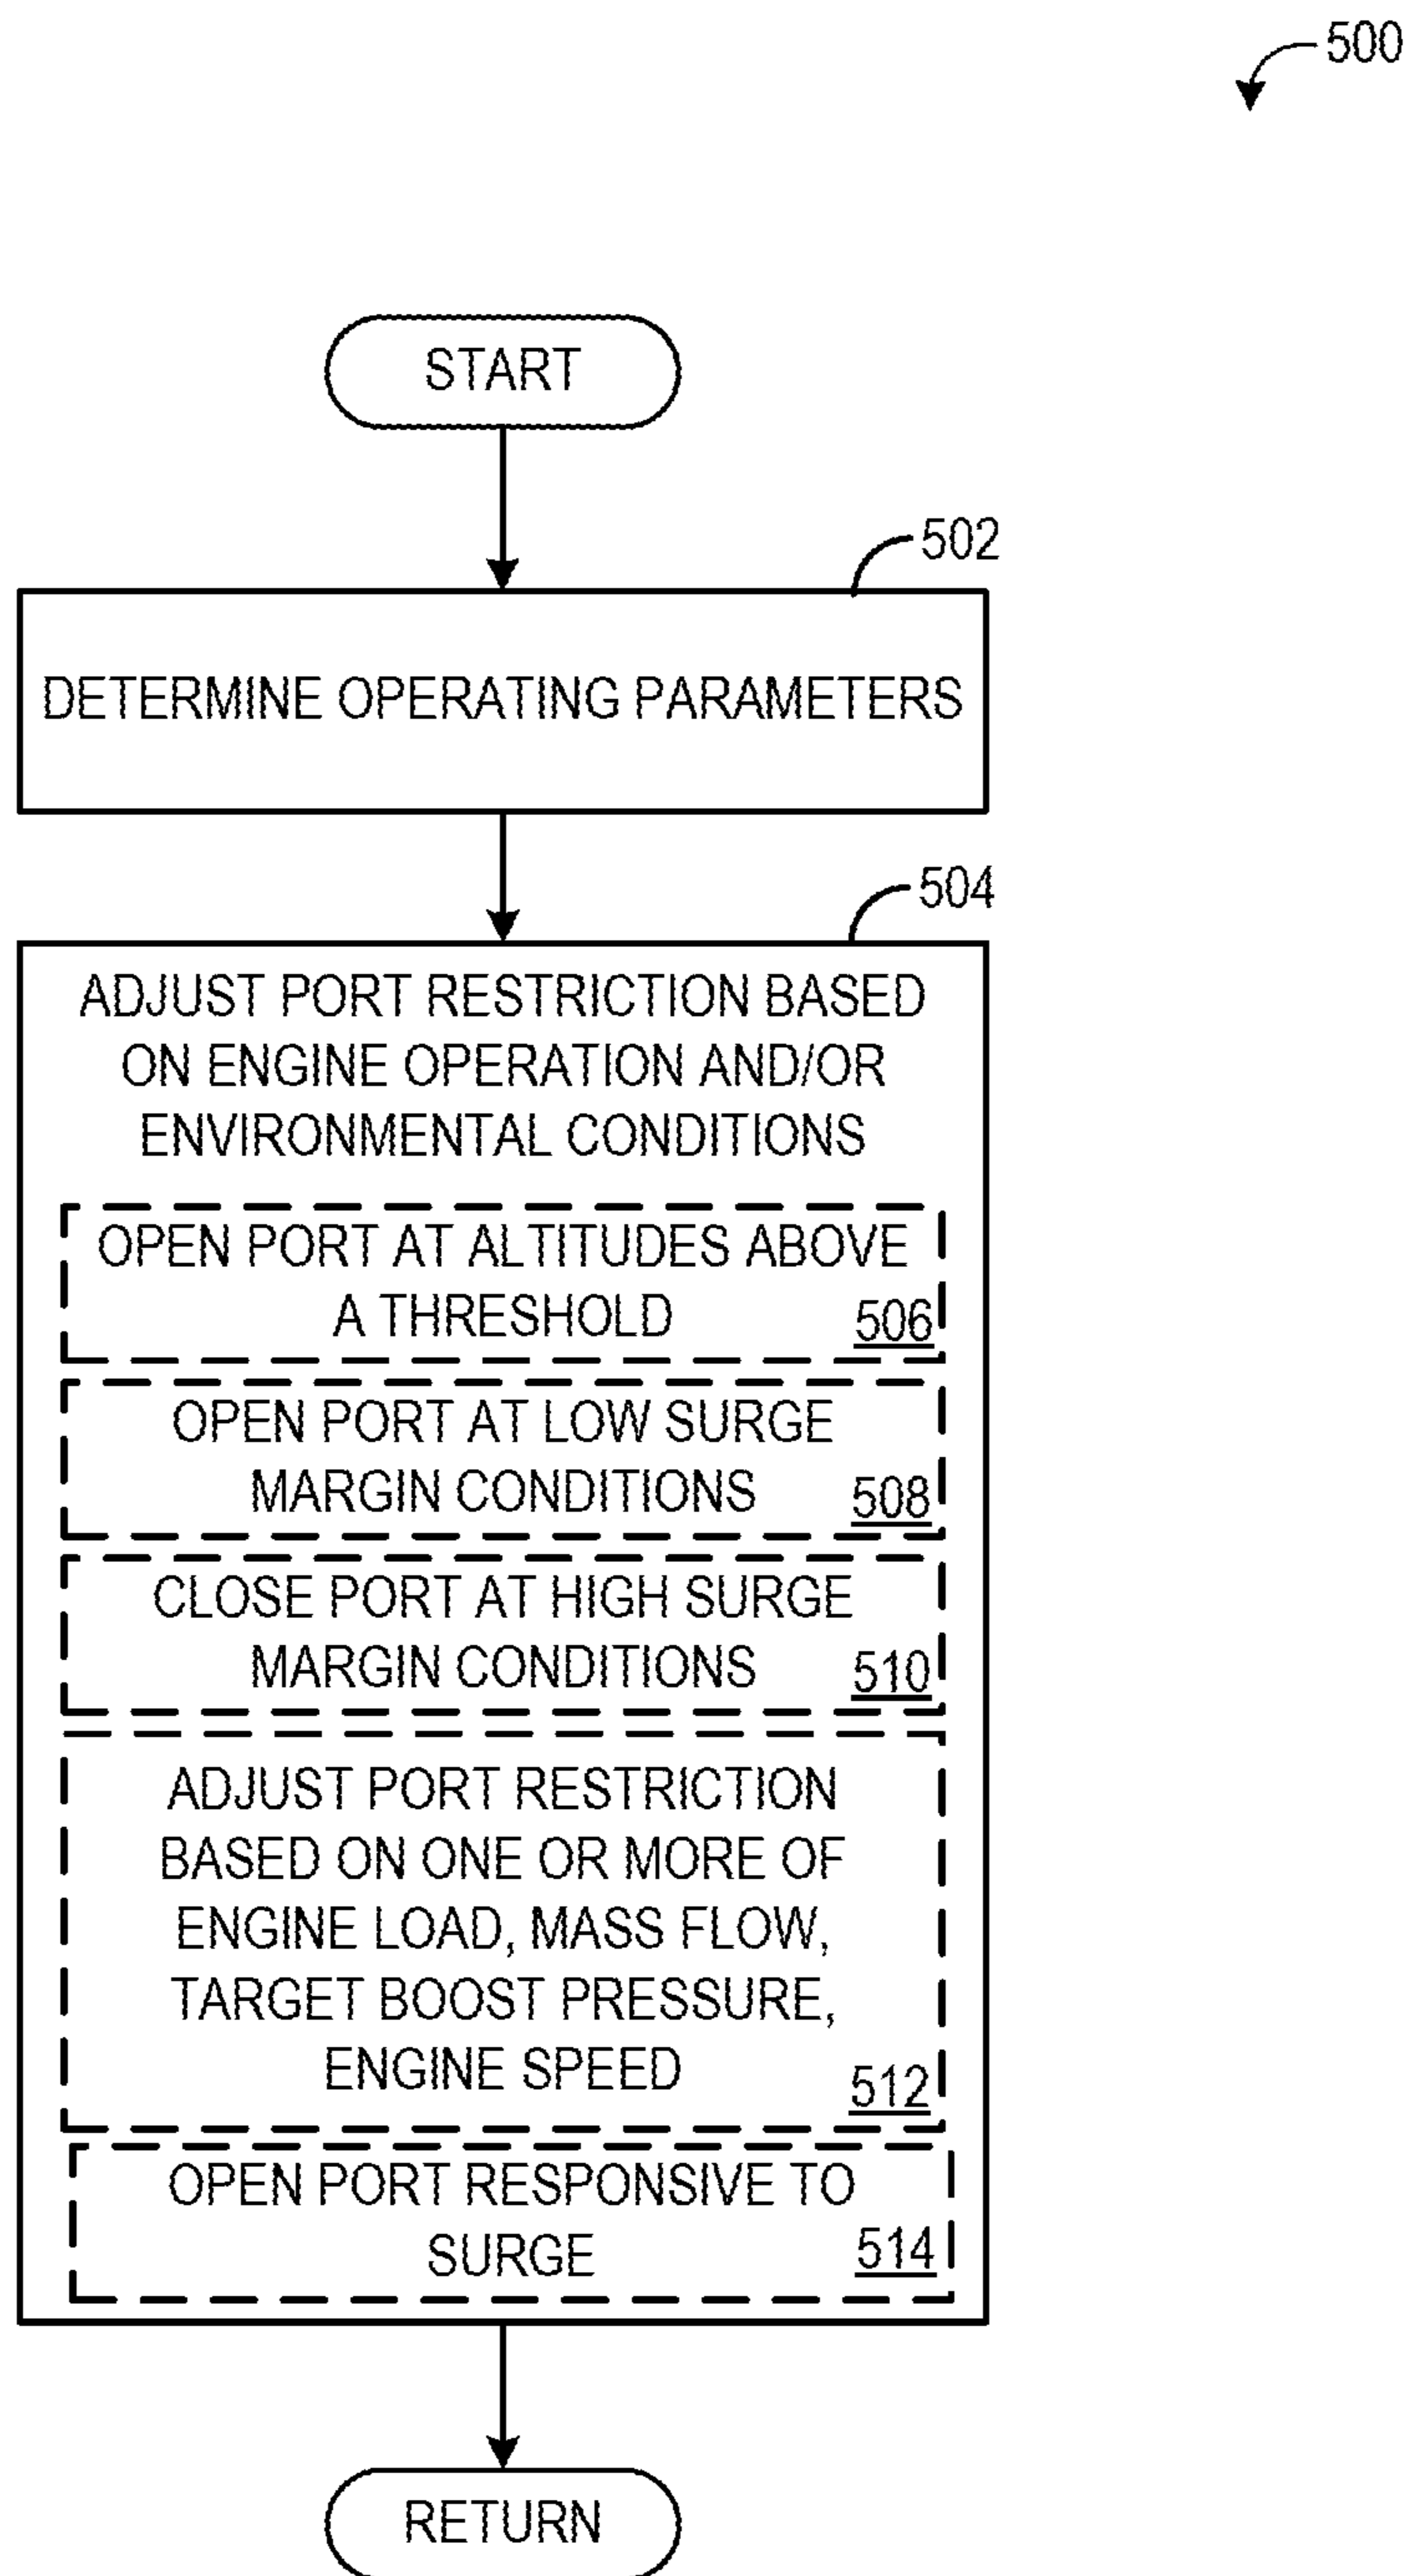 500
START
502
DETERMINE OPERATING PARAMETERS
504
ADJUST PORT RESTRICTION BASED
ON ENGINE OPERATION AND/OR
ENVIRONMENTAL CONDITIONS
OPEN PORT AT ALTITUDES ABOVE
A THRESHOLD 506
OPEN PORT AT LOW SURGE
MARGIN CONDITIONS 508
CLOSE PORT AT HIGH SURGE
MARGIN CONDITIONS 510
ADJUST PORT RESTRICTION
BASED ON ONE OR MORE OF
ENGINE LOAD, MASS FLOW,
TARGET BOOST PRESSURE,
ENGINE SPEED 512
OPEN PORT RESPONSIVE TO
SURGE 514
RETURN